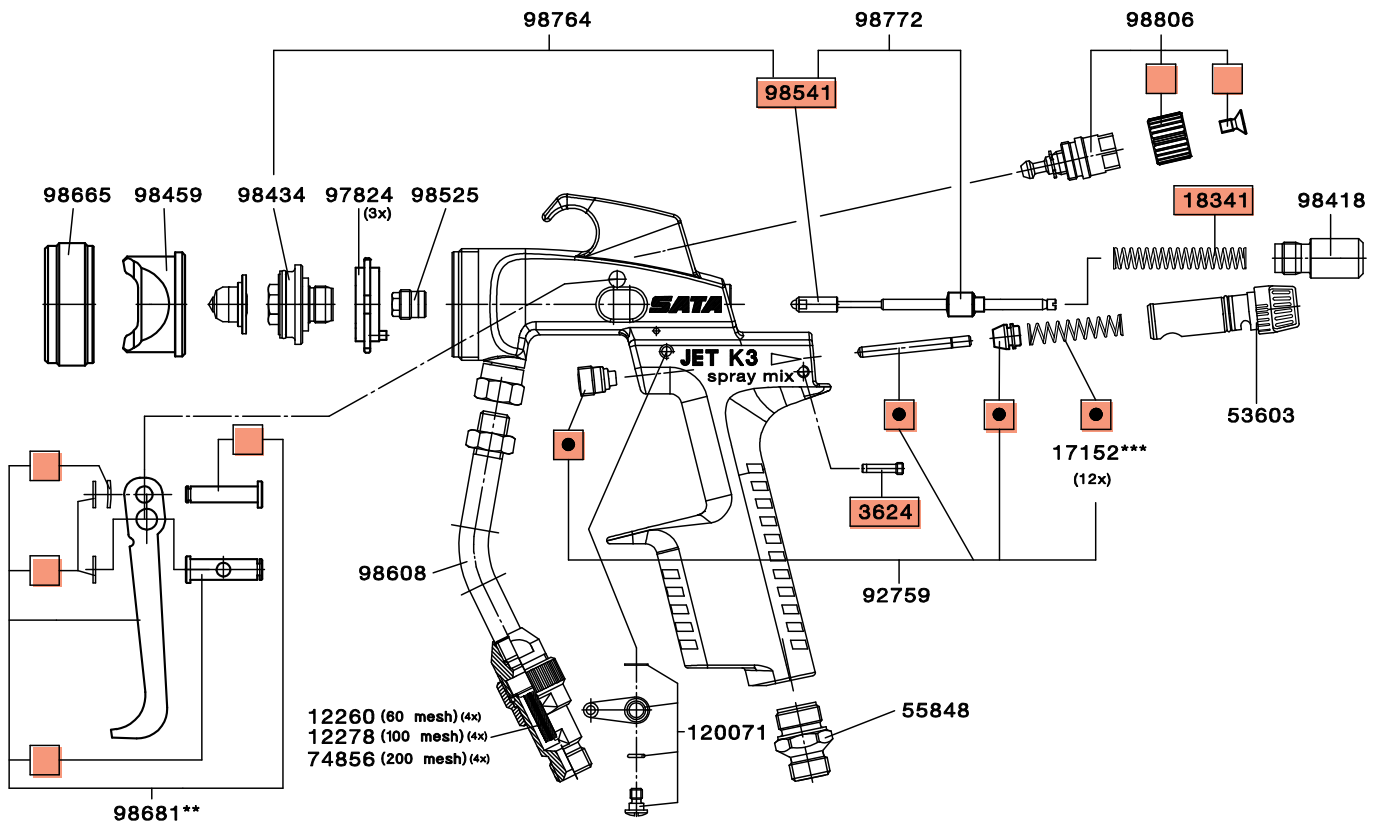 98764
98772
98806
98541
98665
98459
98434
97824
(3x)
98525
18341
98418
SATA
JET K3
spray mix
53603
17152***
(12x)
3624
98608
92759
12260 (60 mesh) (4x)
12278 (100 mesh) (4x)
74856 (200 mesh) (4x)
120071
55848
98681**